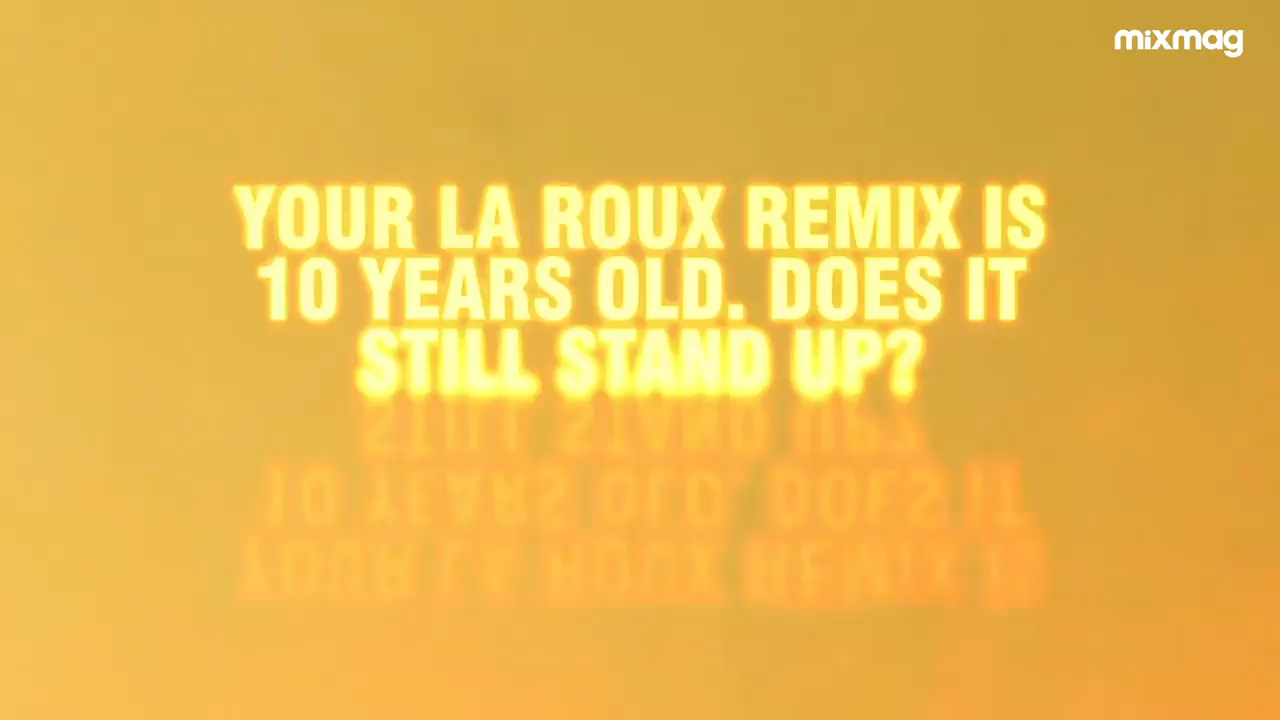 mixmag
YOUR LA ROUX REMIX IS
10 YEARS OLD. DOES IT
STILL STAND UP?